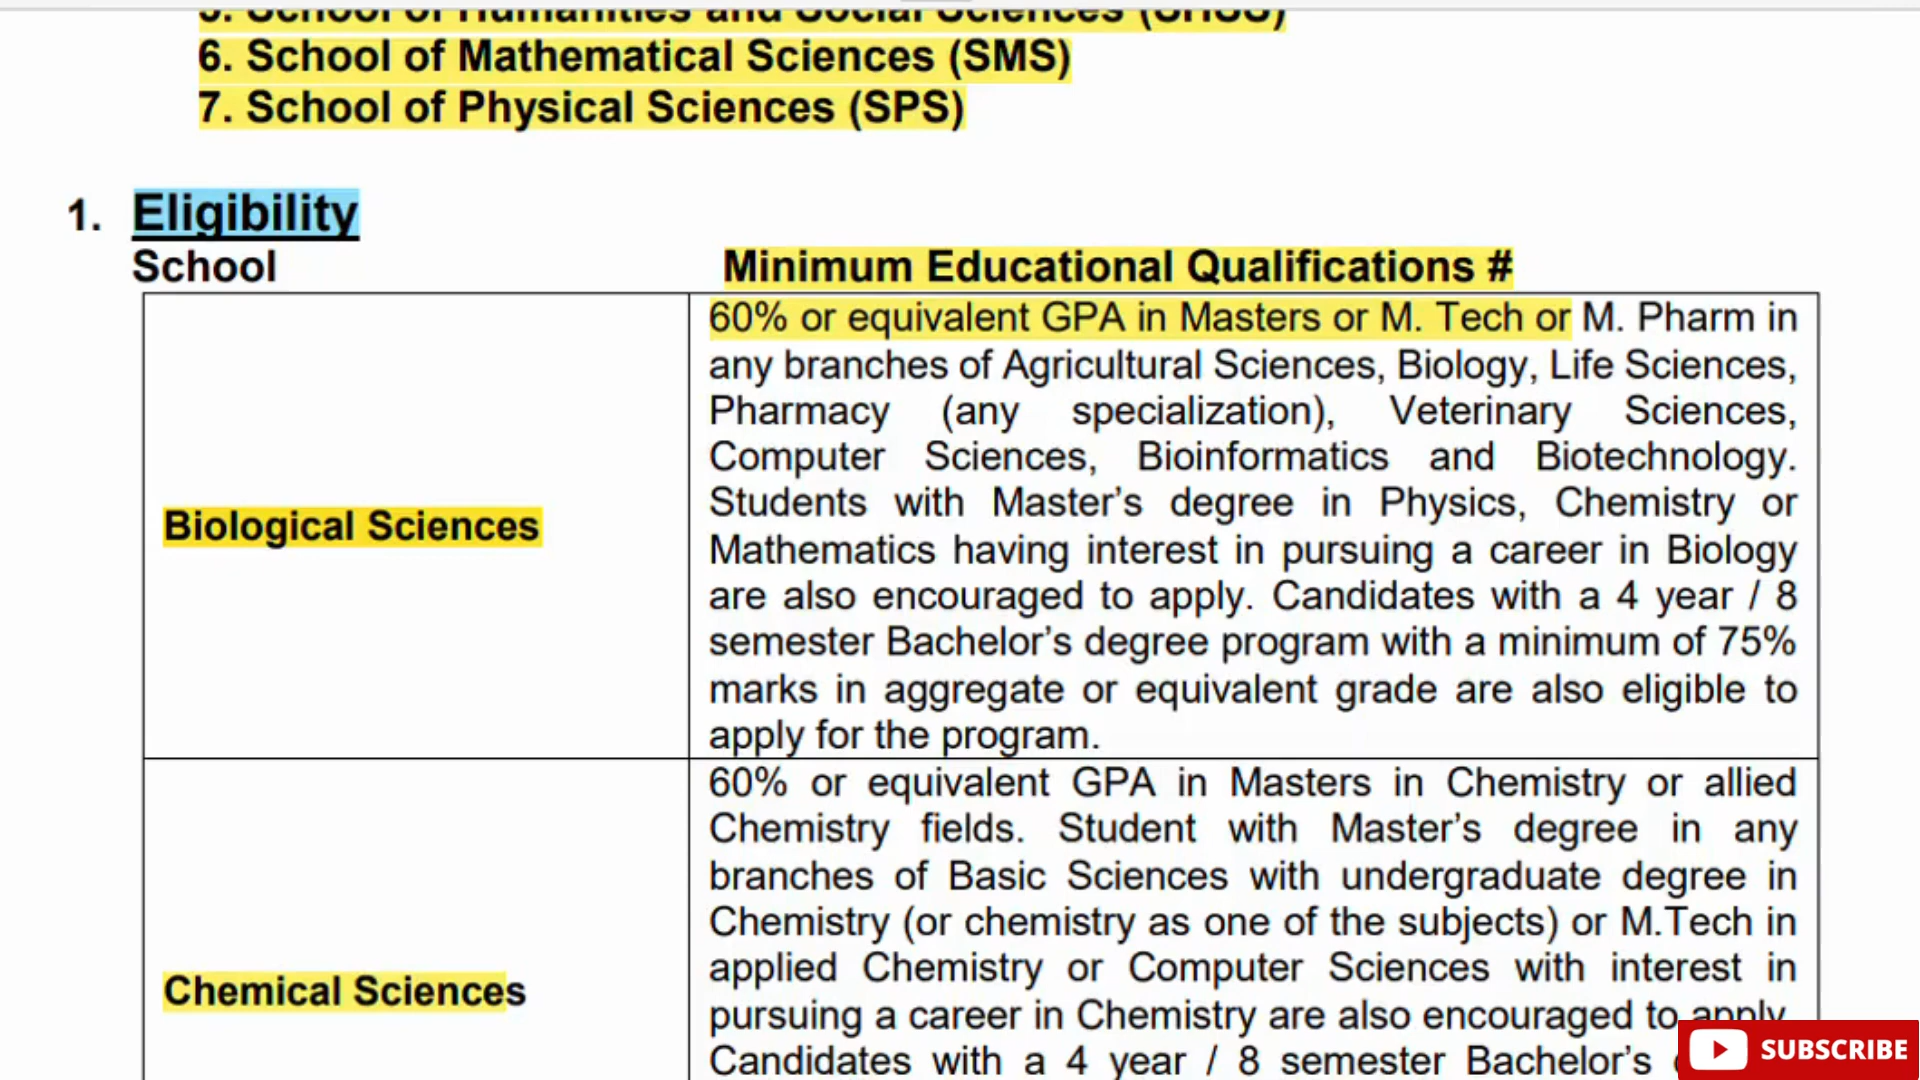 5. School of Humanities and Social Sciences (SHSS)
6. School of Mathematical Sciences (SMS)
7. School of Physical Sciences (SPS)
1. Eligibility
School Minimum Educational Qualifications #
60% or equivalent GPA in Masters or M. Tech or M. Pharm in
any branches of Agricultural Sciences, Biology, Life Sciences,
Pharmacy (any specialization), Veterinary Sciences,
Computer Sciences, Bioinformatics and Biotechnology.
Students with Master’s degree in Physics, Chemistry or
Biological Sciences
Mathematics having interest in pursuing a career in Biology
are also encouraged to apply. Candidates with a 4 year / 8
semester Bachelor’s degree program with a minimum of 75%
marks in aggregate or equivalent grade are also eligible to
apply for the program.
60% or equivalent GPA in Masters in Chemistry or allied
Chemistry fields. Student with Master’s degree in any
branches of Basic Sciences with undergraduate degree in
Chemistry (or chemistry as one of the subjects) or M.Tech in
applied Chemistry or Computer Sciences with interest in
Chemical Sciences
pursuing a career in Chemistry are also encouraged to apply.
Candidates with a 4 year / 8 semester Bachelor’s
SUBSCRIBE